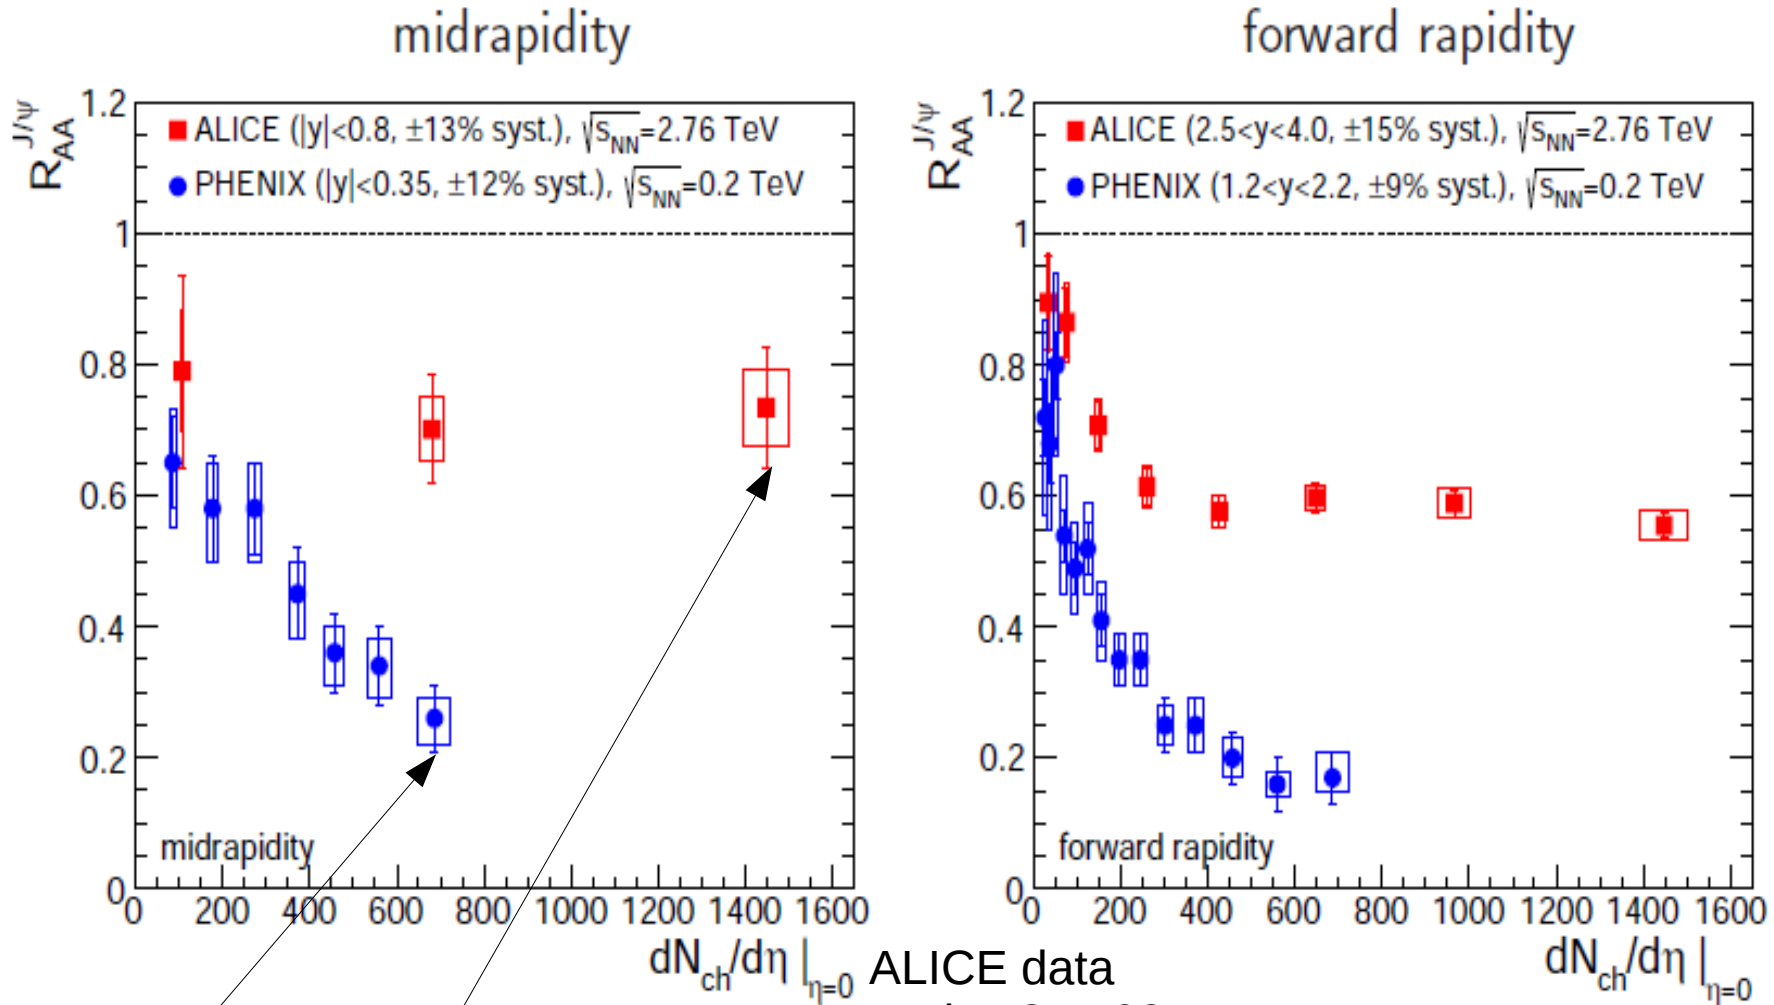 midrapidity
R_AA^J/ψ
1.2
1
0.8
0.6
0.4
0.2
0
■ ALICE (|y|<0.8, ±13% syst.), √s_NN=2.76 TeV
● PHENIX (|y|<0.35, ±12% syst.), √s_NN=0.2 TeV
midrapidity
0 200 400 600 800 1000 1200 1400 1600
dN_ch/dη |_η=0
forward rapidity
R_AA^J/ψ
1.2
1
0.8
0.6
0.4
0.2
0
■ ALICE (2.5<y<4.0, ±15% syst.), √s_NN=2.76 TeV
● PHENIX (1.2<y<2.2, ±9% syst.), √s_NN=0.2 TeV
forward rapidity
0 200 400 600 800 1000 1200 1400 1600
dN_ch/dη |_η=0
ALICE data